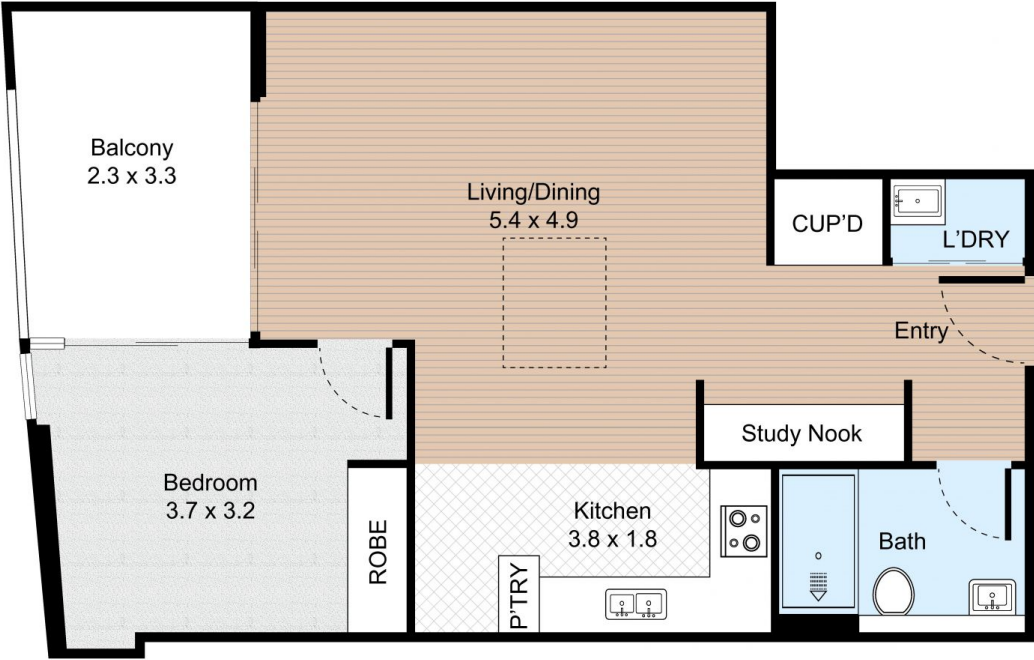 Balcony
2.3 x 3.3
Living/Dining
5.4 x 4.9
CUP'D
L'DRY
Entry
Study Nook
Bedroom
3.7 x 3.2
ROBE
Kitchen
3.8 x 1.8
P'TRY
Bath